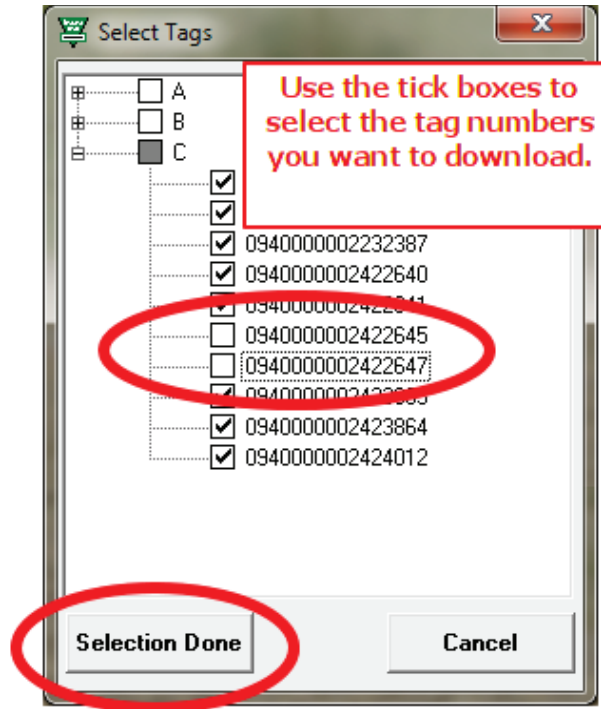 Select Tags
A
B
C
Use the tick boxes to
select the tag numbers
you want to download.
0940000002232387
0940000002422640
0940000002422645
0940000002422647
0940000002423864
0940000002424012
Selection Done
Cancel